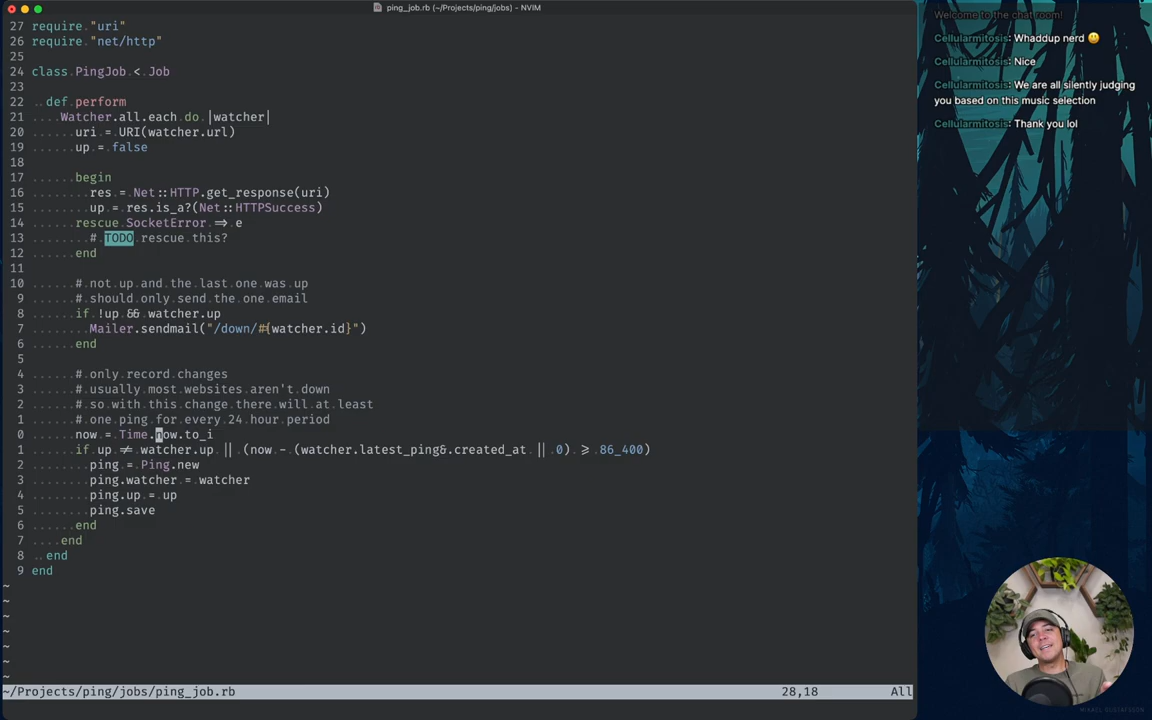 ping_job.rb (~/Projects/ping/jobs) - NVIM
27 require "uri"
26 require "net/http"
25
24 class PingJob < Job
23
22   def perform
21     Watcher.all.each do |watcher|
20       uri = URI(watcher.url)
19       up = false
18
17       begin
16         res = Net::HTTP.get_response(uri)
15         up = res.is_a?(Net::HTTPSuccess)
14       rescue SocketError => e
13         # TODO rescue this?
12       end
11
10       # not up and the last one was up
9       # should only send the one email
8       if !up && watcher.up
7         Mailer.sendmail("/down/#{watcher.id}")
6       end
5
4       # only record changes
3       # usually most websites aren't down
2       # so with this change there will at least
1       # one ping for every 24 hour period
0       now = Time.now.to_i
1       if up != watcher.up || (now - (watcher.latest_ping&.created_at || 0) >= 86_400)
2         ping = Ping.new
3         ping.watcher = watcher
4         ping.up = up
5         ping.save
6       end
7     end
8   end
9 end
~
~
~
~
~
~
~
~/Projects/ping/jobs/ping_job.rb 28,18 All
Welcome to the chat room!
Cellularmitosis: Whaddup nerd 😃
Cellularmitosis: Nice
Cellularmitosis: We are all silently judging
you based on this music selection
Cellularmitosis: Thank you lol
MIKAEL GUSTAFSSON